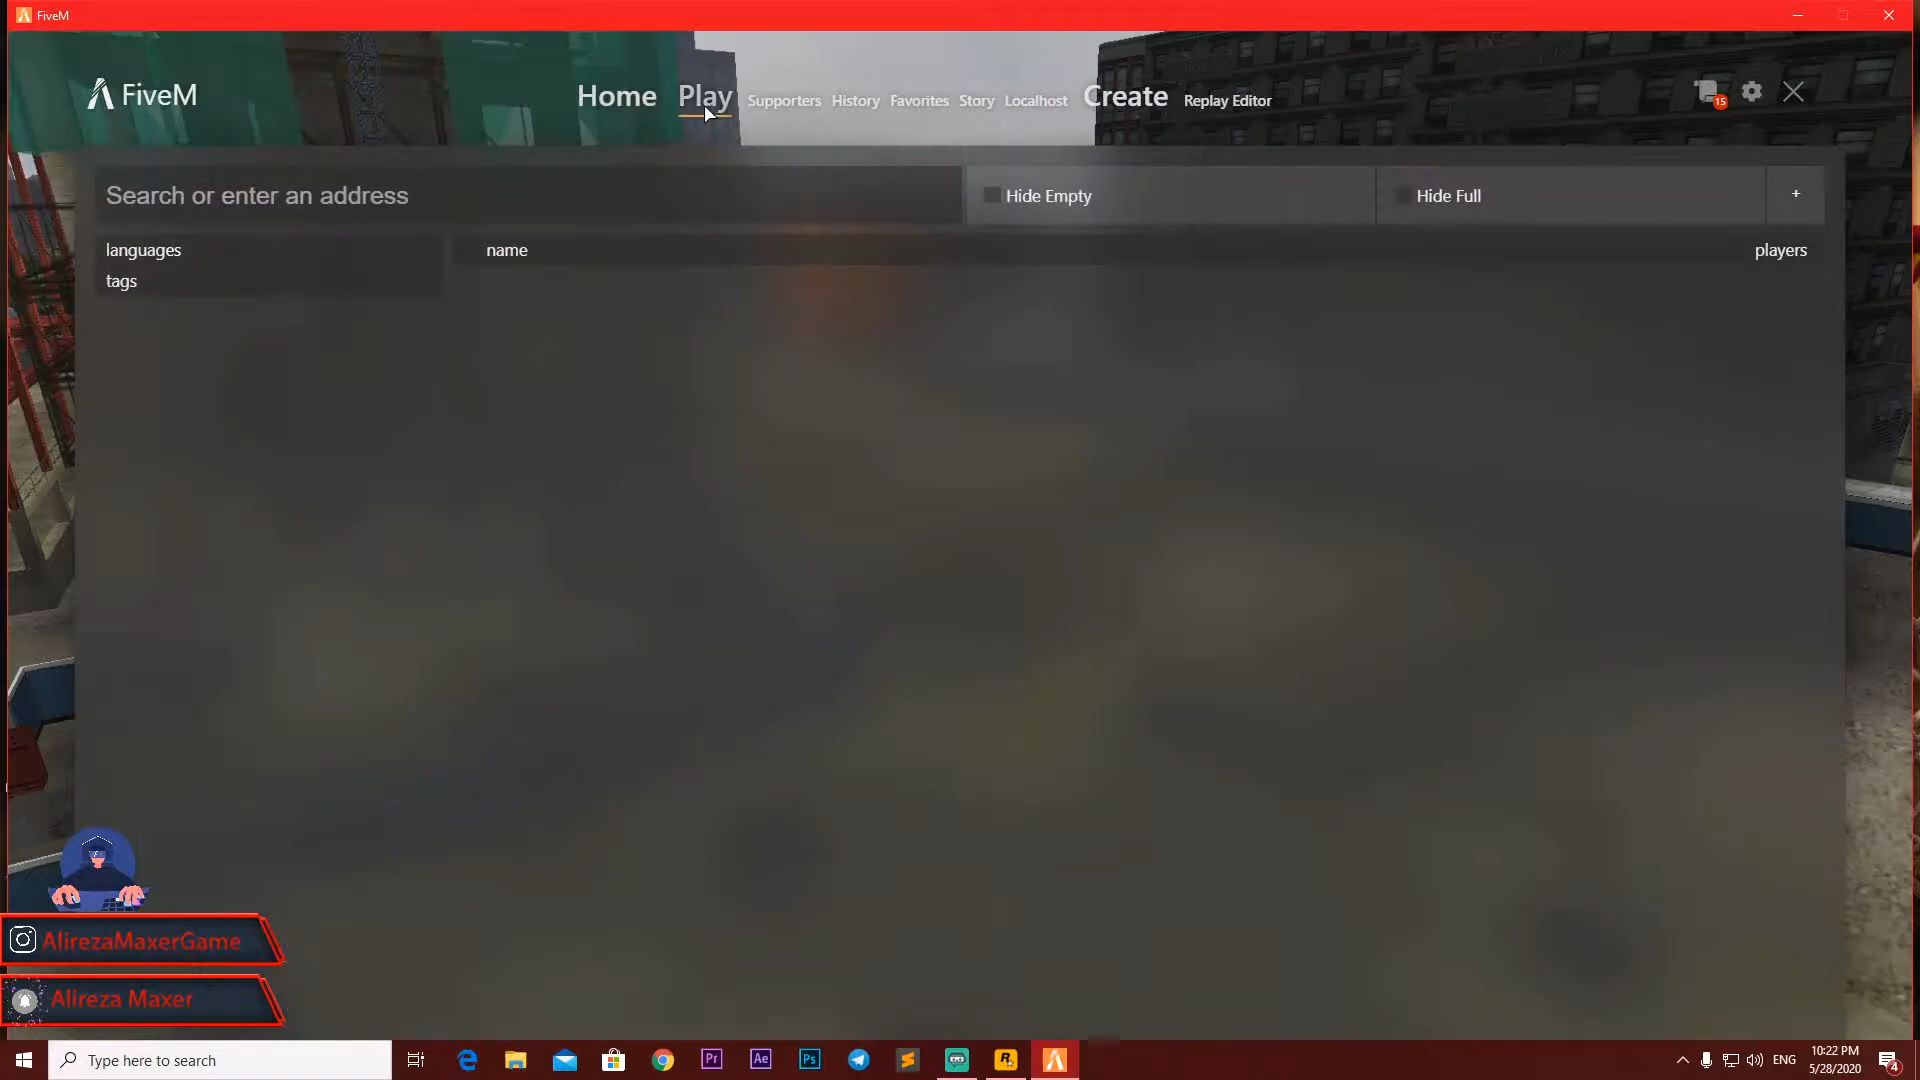 FiveM
FiveM
Home Play Supporters History Favorites Story Localhost Create Replay Editor
15
Search or enter an address
Hide Empty
Hide Full
+
languages
name
players
tags
AlirezaMaxerGame
Alireza Maxer
Type here to search
Pr
Ae
Ps
ENG
10:22 PM
5/28/2020
4